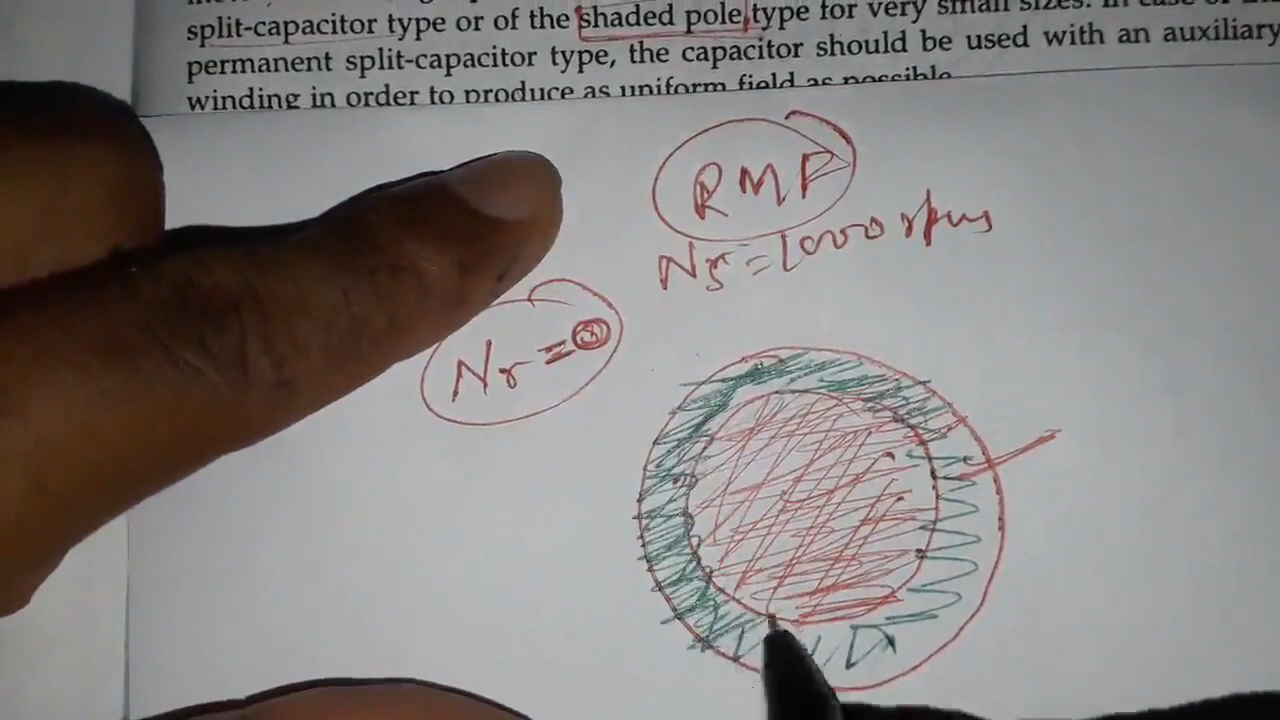 split-capacitor type or of the shaded pole type for very small sizes. In case of
permanent split-capacitor type, the capacitor should be used with an auxiliary
winding in order to produce as uniform field as possible
RMF
Ns = 1000 rpm
Nr =